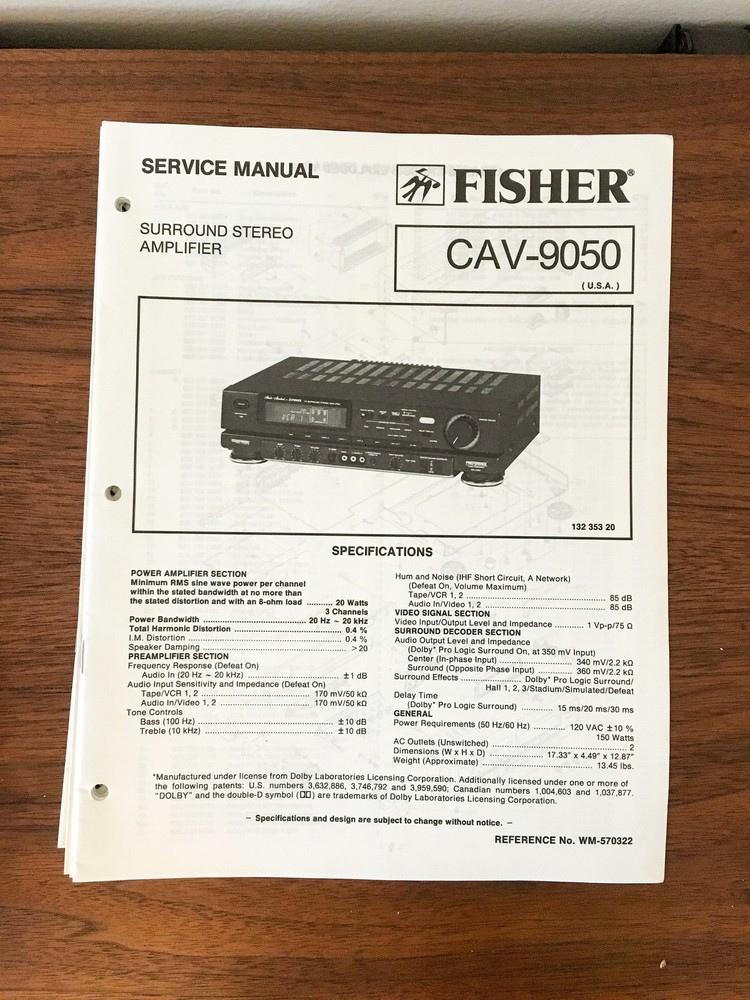 SERVICE MANUAL
FISHER®
SURROUND STEREO
AMPLIFIER
CAV-9050
( U.S.A. )
VCR 1
132 353 20
SPECIFICATIONS
POWER AMPLIFIER SECTION
Minimum RMS sine wave power per channel
within the stated bandwidth at no more than
the stated distortion and with an 8-ohm load .......... 20 Watts
3 Channels
Power Bandwidth .......... 20 Hz ~ 20 kHz
Total Harmonic Distortion .......... 0.4 %
I.M. Distortion .......... 0.4 %
Speaker Damping .......... >20
PREAMPLIFIER SECTION
Frequency Response (Defeat On)
Audio In (20 Hz ~ 20 kHz) .......... ±1 dB
Audio Input Sensitivity and Impedance (Defeat On)
Tape/VCR 1, 2 .......... 170 mV/50 kΩ
Audio In/Video 1, 2 .......... 170 mV/50 kΩ
Tone Controls
Bass (100 Hz) .......... ±10 dB
Treble (10 kHz) .......... ±10 dB
Hum and Noise (IHF Short Circuit, A Network)
(Defeat On, Volume Maximum)
Tape/VCR 1, 2 .......... 85 dB
Audio In/Video 1, 2 .......... 85 dB
VIDEO SIGNAL SECTION
Video Input/Output Level and Impedance .......... 1 Vp-p/75 Ω
SURROUND DECODER SECTION
Audio Output Level and Impedance
(Dolby* Pro Logic Surround On, at 350 mV Input)
Center (In-phase Input) .......... 340 mV/2.2 kΩ
Surround (Opposite Phase Input) .......... 360 mV/2.2 kΩ
Surround Effects .......... Dolby* Pro Logic Surround/
Hall 1, 2, 3/Stadium/Simulated/Defeat
Delay Time
(Dolby* Pro Logic Surround) .......... 15 ms/20 ms/30 ms
GENERAL
Power Requirements (50 Hz/60 Hz) .......... 120 VAC ±10 %
150 Watts
AC Outlets (Unswitched) .......... 2
Dimensions (W x H x D) .......... 17.33" x 4.49" x 12.87"
Weight (Approximate) .......... 13.45 lbs.
*Manufactured under license from Dolby Laboratories Licensing Corporation. Additionally licensed under one or more of
the following patents: U.S. numbers 3,632,886, 3,746,792 and 3,959,590; Canadian numbers 1,004,603 and 1,037,877.
"DOLBY" and the double-D symbol (DD) are trademarks of Dolby Laboratories Licensing Corporation.
– Specifications and design are subject to change without notice. –
REFERENCE No. WM-570322